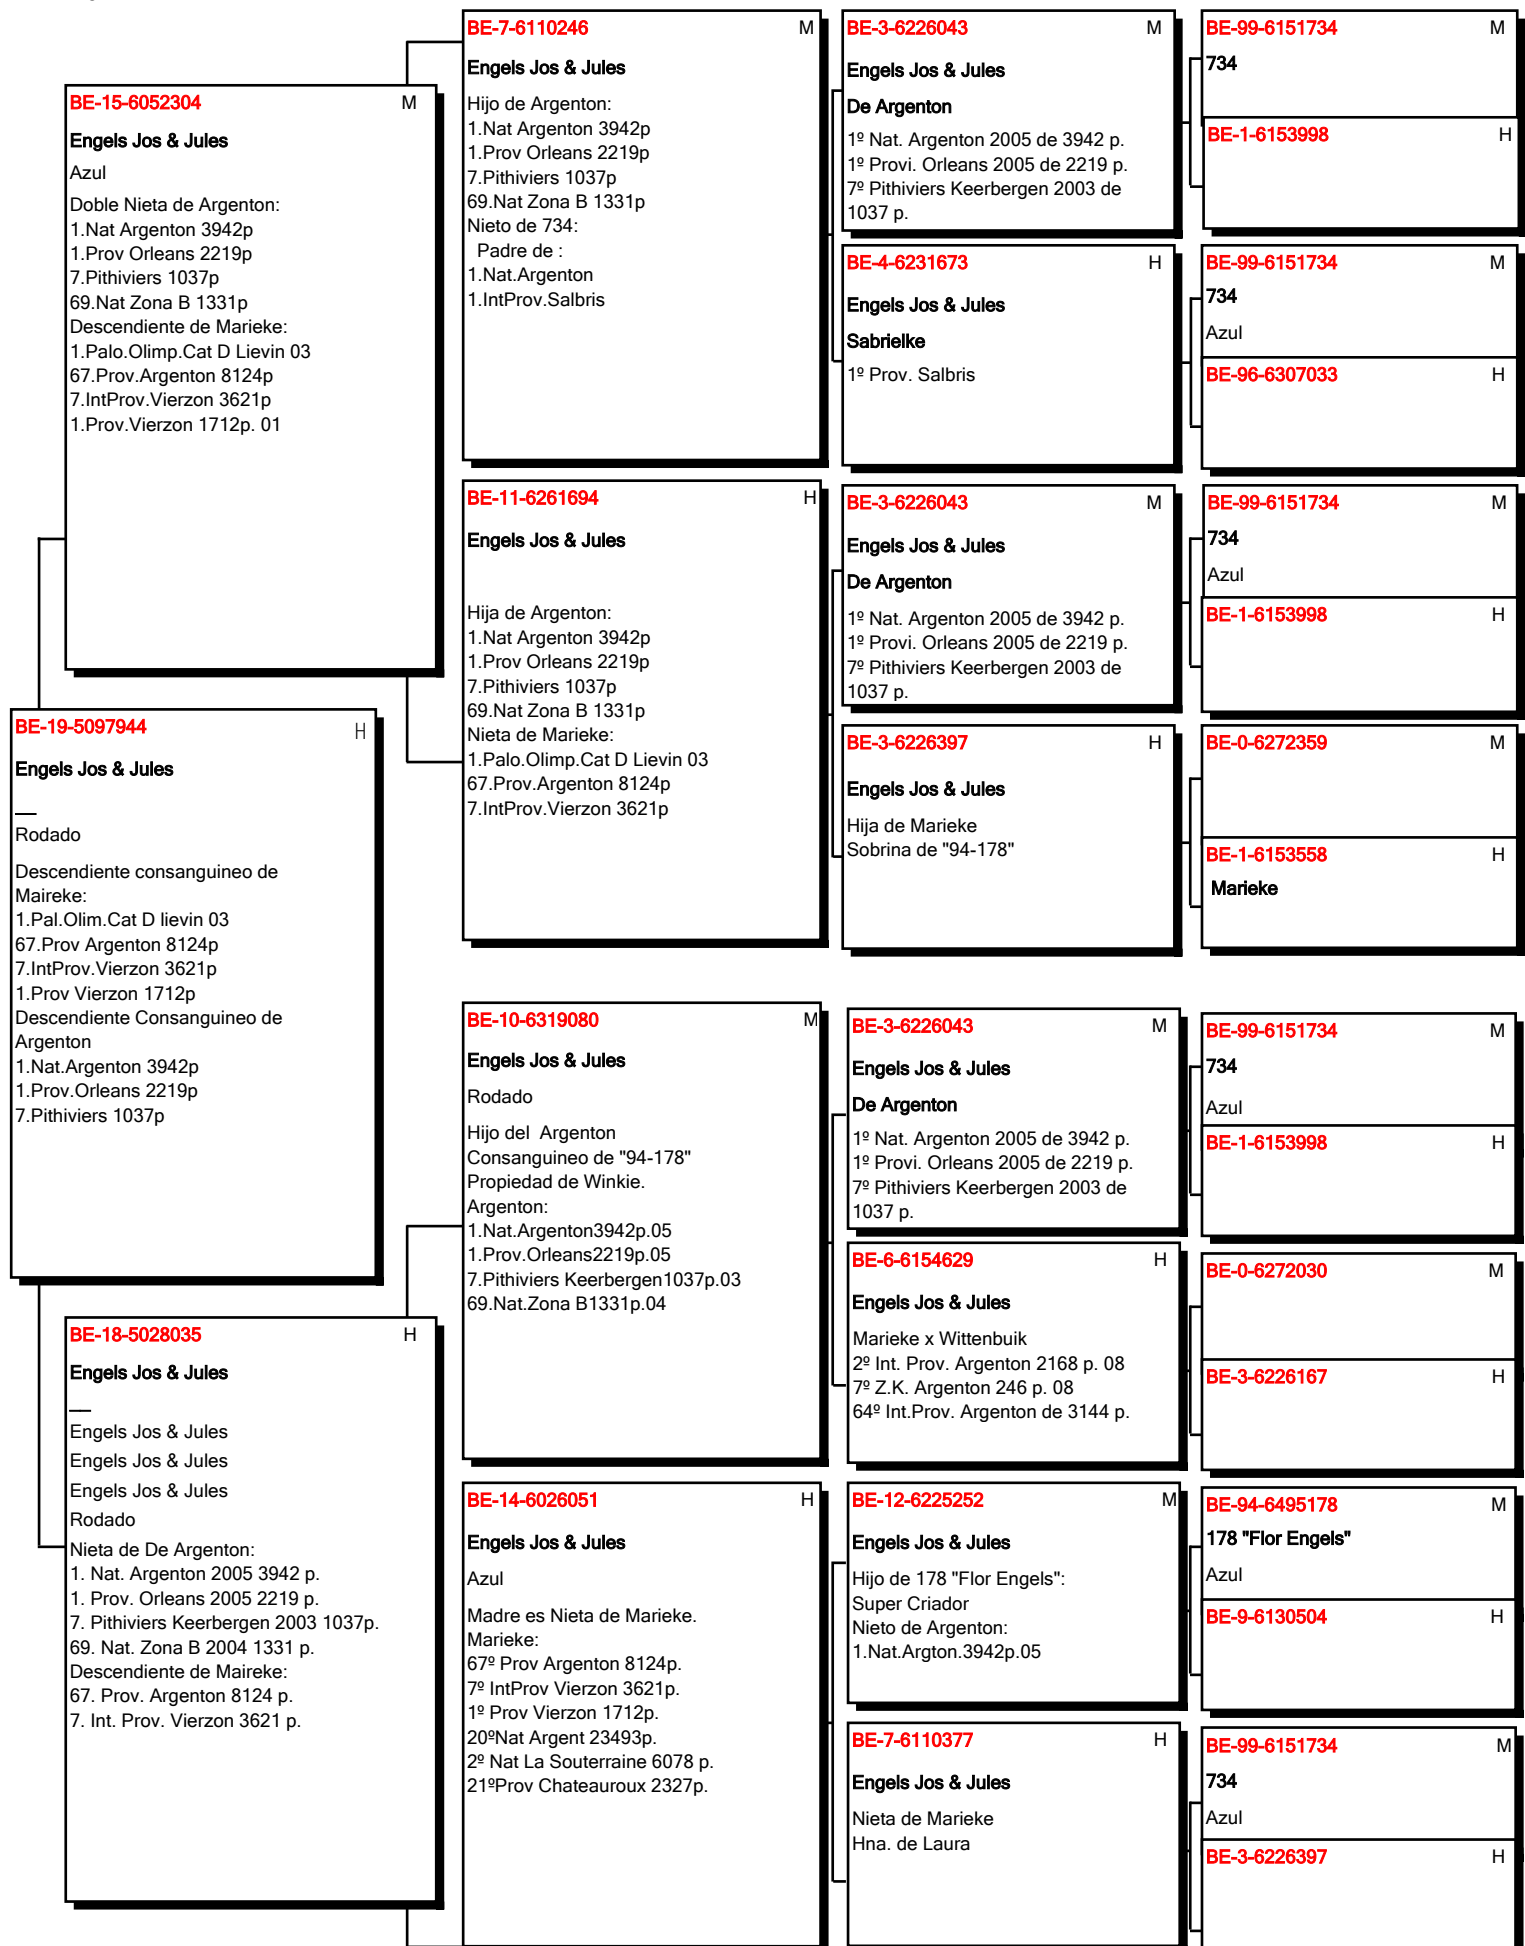 BE-19-5097944 H
Engels Jos & Jules
__
Rodado
Descendiente consanguineo de
Maireke:
1.Pal.Olim.Cat D lievin 03
67.Prov Argenton 8124p
7.IntProv.Vierzon 3621p
1.Prov Vierzon 1712p
Descendiente Consanguineo de
Argenton
1.Nat.Argenton 3942p
1.Prov.Orleans 2219p
7.Pithiviers 1037p
BE-15-6052304 M
Engels Jos & Jules
Azul
Doble Nieta de Argenton:
1.Nat Argenton 3942p
1.Prov Orleans 2219p
7.Pithiviers 1037p
69.Nat Zona B 1331p
Descendiente de Marieke:
1.Palo.Olimp.Cat D Lievin 03
67.Prov.Argenton 8124p
7.IntProv.Vierzon 3621p
1.Prov.Vierzon 1712p. 01
BE-18-5028035 H
Engels Jos & Jules
__
Engels Jos & Jules
Engels Jos & Jules
Engels Jos & Jules
Rodado
Nieta de De Argenton:
1. Nat. Argenton 2005 3942 p.
1. Prov. Orleans 2005 2219 p.
7. Pithiviers Keerbergen 2003 1037p.
69. Nat. Zona B 2004 1331 p.
Descendiente de Maireke:
67. Prov. Argenton 8124 p.
7. Int. Prov. Vierzon 3621 p.
BE-7-6110246 M
Engels Jos & Jules
Hijo de Argenton:
1.Nat Argenton 3942p
1.Prov Orleans 2219p
7.Pithiviers 1037p
69.Nat Zona B 1331p
Nieto de 734:
Padre de :
1.Nat.Argenton
1.IntProv.Salbris
BE-11-6261694 H
Engels Jos & Jules
Hija de Argenton:
1.Nat Argenton 3942p
1.Prov Orleans 2219p
7.Pithiviers 1037p
69.Nat Zona B 1331p
Nieta de Marieke:
1.Palo.Olimp.Cat D Lievin 03
67.Prov.Argenton 8124p
7.IntProv.Vierzon 3621p
BE-10-6319080 M
Engels Jos & Jules
Rodado
Hijo del  Argenton
Consanguineo de "94-178"
Propiedad de Winkie.
Argenton:
1.Nat.Argenton3942p.05
1.Prov.Orleans2219p.05
7.Pithiviers Keerbergen1037p.03
69.Nat.Zona B1331p.04
BE-14-6026051 H
Engels Jos & Jules
Azul
Madre es Nieta de Marieke.
Marieke:
67º Prov Argenton 8124p.
7º IntProv Vierzon 3621p.
1º Prov Vierzon 1712p.
20ºNat Argent 23493p.
2º Nat La Souterraine 6078 p.
21ºProv Chateauroux 2327p.
BE-3-6226043 M
Engels Jos & Jules
De Argenton
1º Nat. Argenton 2005 de 3942 p.
1º Provi. Orleans 2005 de 2219 p.
7º Pithiviers Keerbergen 2003 de
1037 p.
BE-4-6231673 H
Engels Jos & Jules
Sabrielke
1º Prov. Salbris
BE-3-6226043 M
Engels Jos & Jules
De Argenton
1º Nat. Argenton 2005 de 3942 p.
1º Provi. Orleans 2005 de 2219 p.
7º Pithiviers Keerbergen 2003 de
1037 p.
BE-3-6226397 H
Engels Jos & Jules
Hija de Marieke
Sobrina de "94-178"
BE-3-6226043 M
Engels Jos & Jules
De Argenton
1º Nat. Argenton 2005 de 3942 p.
1º Provi. Orleans 2005 de 2219 p.
7º Pithiviers Keerbergen 2003 de
1037 p.
BE-6-6154629 H
Engels Jos & Jules
Marieke x Wittenbuik
2º Int. Prov. Argenton 2168 p. 08
7º Z.K. Argenton 246 p. 08
64º Int.Prov. Argenton de 3144 p.
BE-12-6225252 M
Engels Jos & Jules
Hijo de 178 "Flor Engels":
Super Criador
Nieto de Argenton:
1.Nat.Argton.3942p.05
BE-7-6110377 H
Engels Jos & Jules
Nieta de Marieke
Hna. de Laura
BE-99-6151734 M
734
BE-1-6153998 H
BE-99-6151734 M
734
Azul
BE-96-6307033 H
BE-99-6151734 M
734
Azul
BE-1-6153998 H
BE-0-6272359 M
BE-1-6153558 H
Marieke
BE-99-6151734 M
734
Azul
BE-1-6153998 H
BE-0-6272030 M
BE-3-6226167 H
BE-94-6495178 M
178 "Flor Engels"
Azul
BE-9-6130504 H
BE-99-6151734 M
734
Azul
BE-3-6226397 H